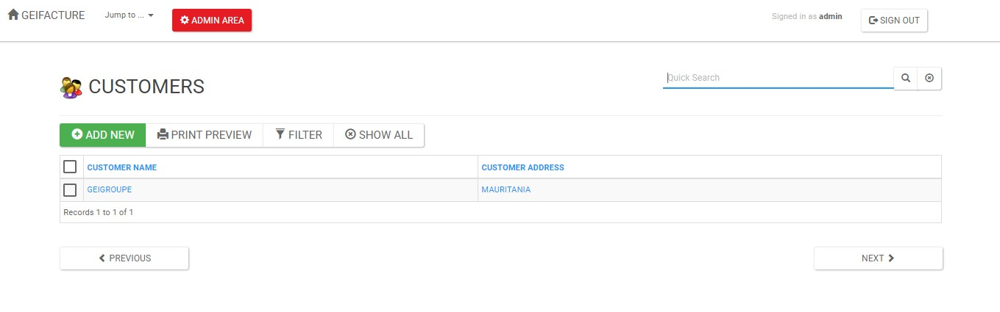 GEIFACTURE Jump to ... ADMIN AREA Signed in as admin SIGN OUT
CUSTOMERS Quick Search
ADD NEW PRINT PREVIEW FILTER SHOW ALL
CUSTOMER NAME CUSTOMER ADDRESS
GEIGROUPE MAURITANIA
Records 1 to 1 of 1
PREVIOUS NEXT